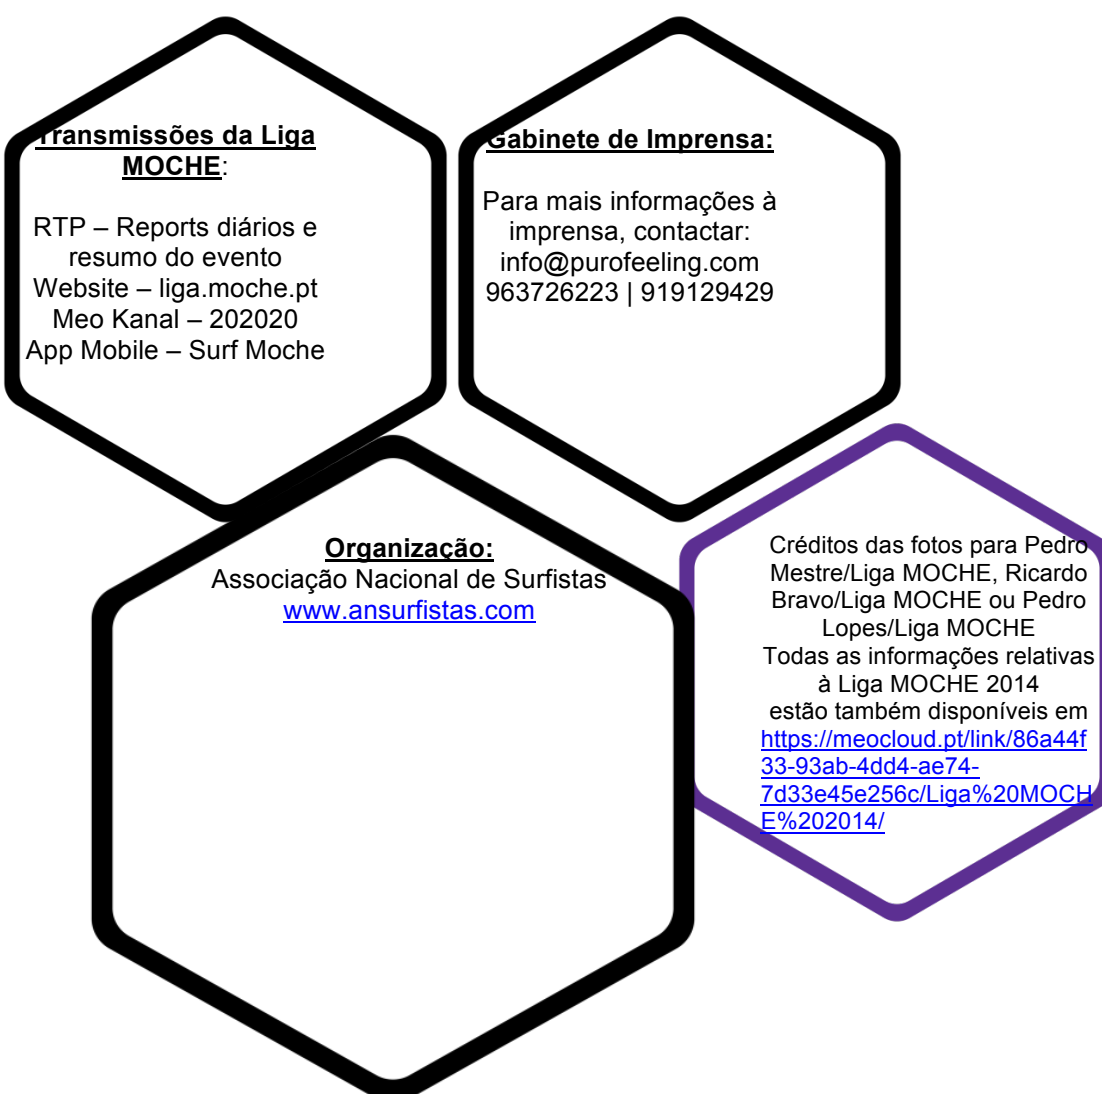 Transmissões da Liga
MOCHE:
RTP – Reports diários e
resumo do evento
Website – liga.moche.pt
Meo Kanal – 202020
App Mobile – Surf Moche
Gabinete de Imprensa:
Para mais informações à
imprensa, contactar:
info@purofeeling.com
963726223 | 919129429
Organização:
Associação Nacional de Surfistas
www.ansurfistas.com
Créditos das fotos para Pedro
Mestre/Liga MOCHE, Ricardo
Bravo/Liga MOCHE ou Pedro
Lopes/Liga MOCHE
Todas as informações relativas
à Liga MOCHE 2014
estão também disponíveis em
https://meocloud.pt/link/86a44f
33-93ab-4dd4-ae74-
7d33e45e256c/Liga%20MOCH
E%202014/